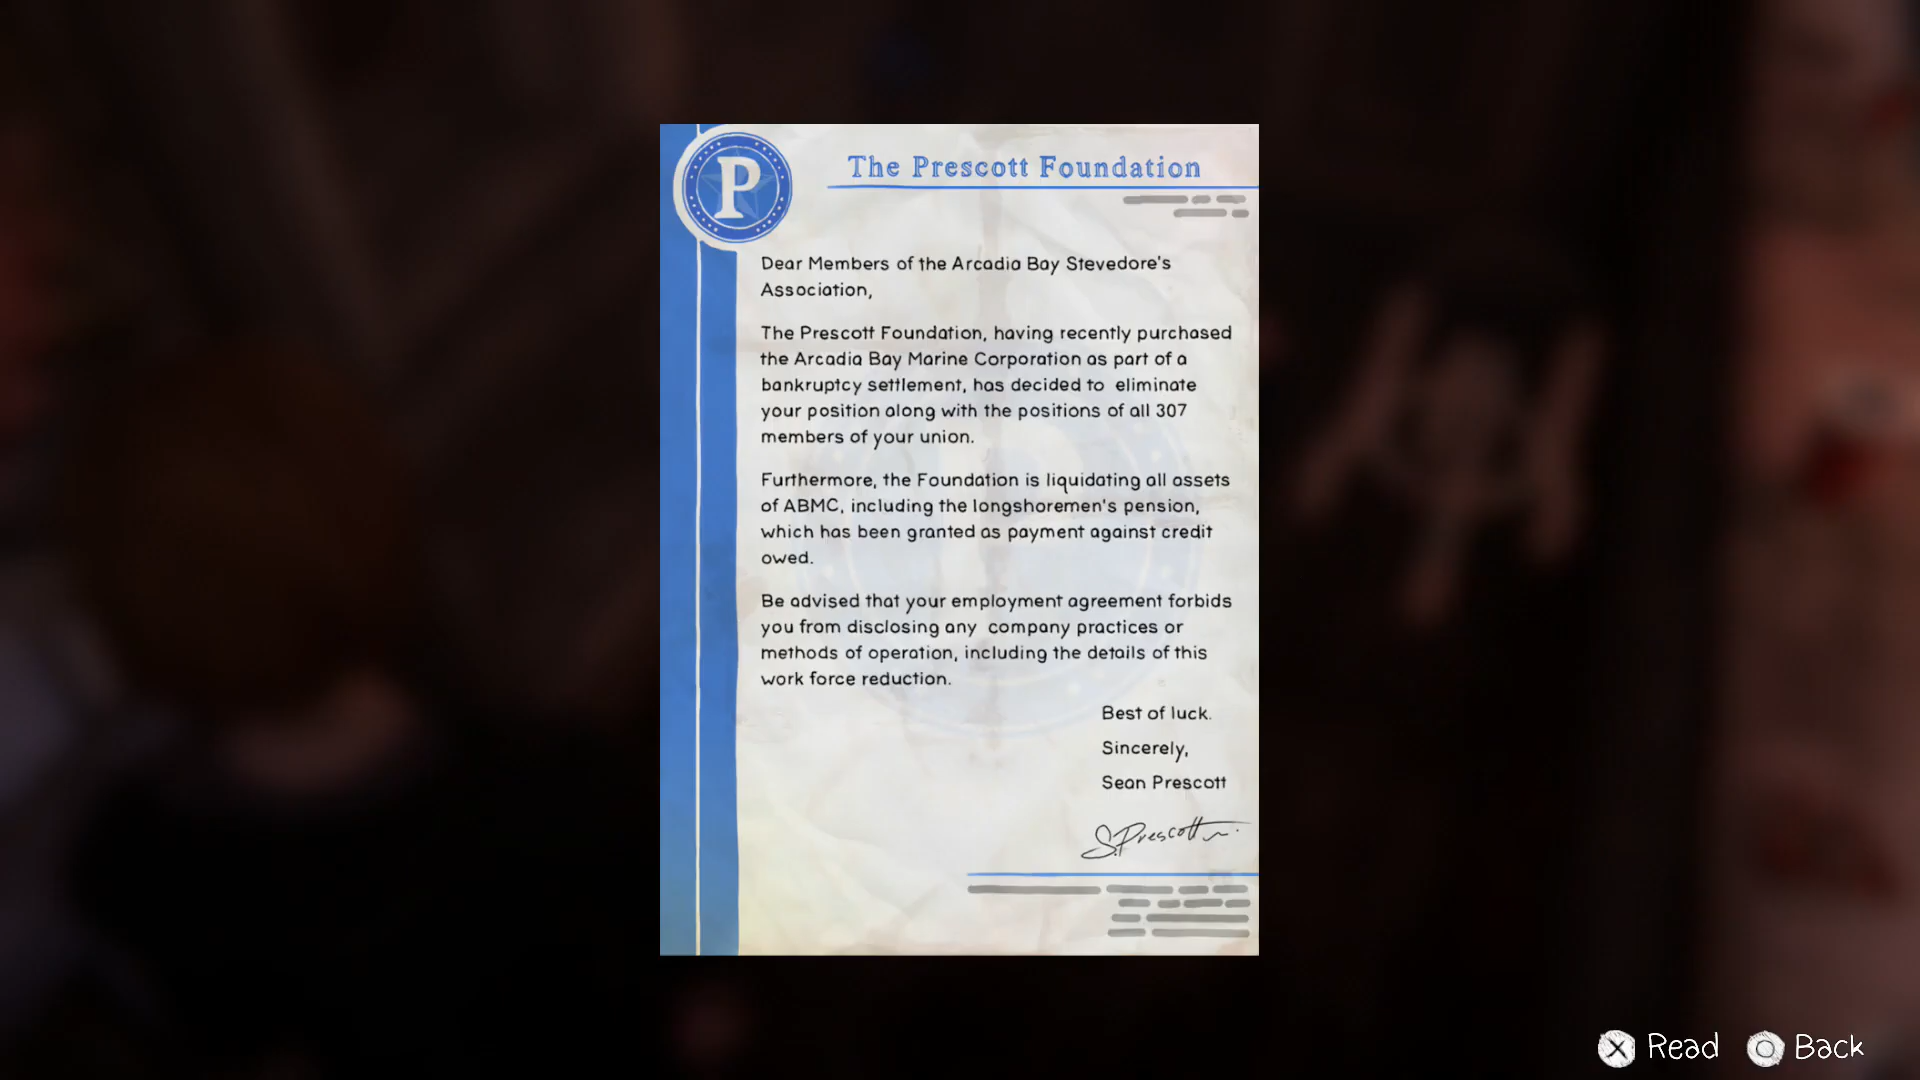 P
The Prescott Foundation
Dear Members of the Arcadia Bay Stevedore's
Association,
The Prescott Foundation, having recently purchased
the Arcadia Bay Marine Corporation as part of a
bankruptcy settlement, has decided to eliminate
your position along with the positions of all 307
members of your union.
Furthermore, the Foundation is liquidating all assets
of ABMC, including the longshoremen's pension,
which has been granted as payment against credit
owed.
Be advised that your employment agreement forbids
you from disclosing any company practices or
methods of operation, including the details of this
work force reduction.
Best of luck.
Sincerely,
Sean Prescott
S.Prescott
Read Back